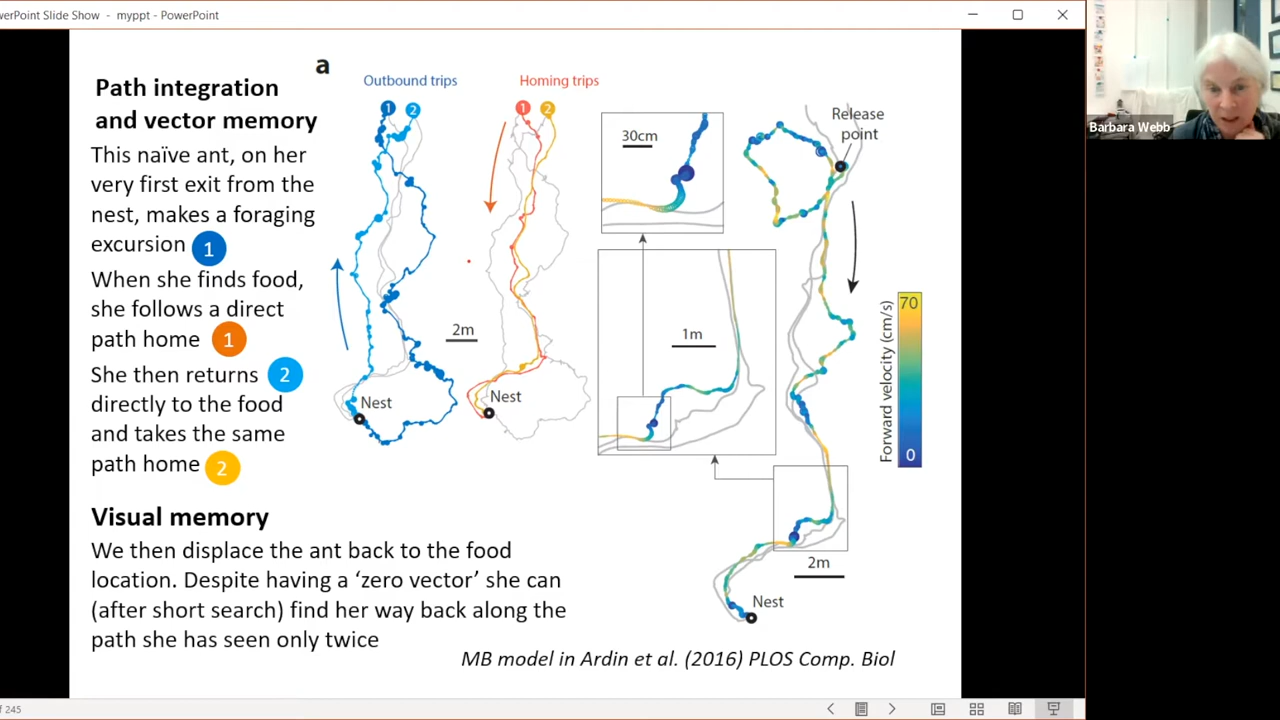 werPoint Slide Show - myppt - PowerPoint
Barbara Webb
Path integration
and vector memory
This naïve ant, on her
very first exit from the
nest, makes a foraging
excursion 1
When she finds food,
she follows a direct
path home 1
She then returns 2
directly to the food
and takes the same
path home 2
a
Outbound trips
1 2
Nest
2m
Homing trips
1 2
Nest
30cm
1m
Release
point
2m
Nest
Forward velocity (cm/s)
70
0
Visual memory
We then displace the ant back to the food
location. Despite having a ‘zero vector’ she can
(after short search) find her way back along the
path she has seen only twice
MB model in Ardin et al. (2016) PLOS Comp. Biol
f 245